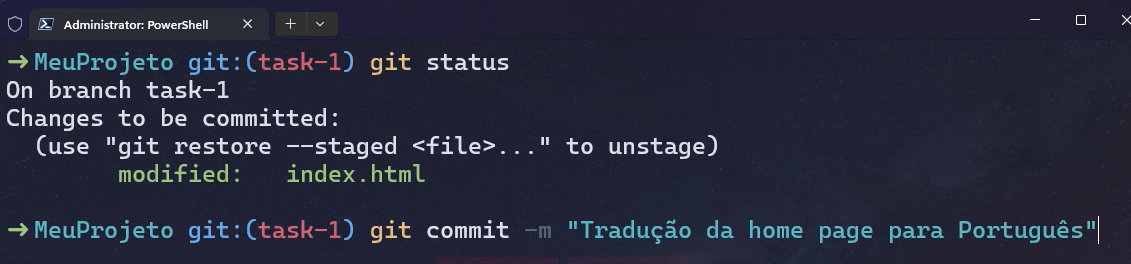 Administrator: PowerShell
➜ MeuProjeto git:(task-1) git status
On branch task-1
Changes to be committed:
  (use "git restore --staged <file>..." to unstage)
        modified:   index.html
➜ MeuProjeto git:(task-1) git commit -m "Tradução da home page para Português"